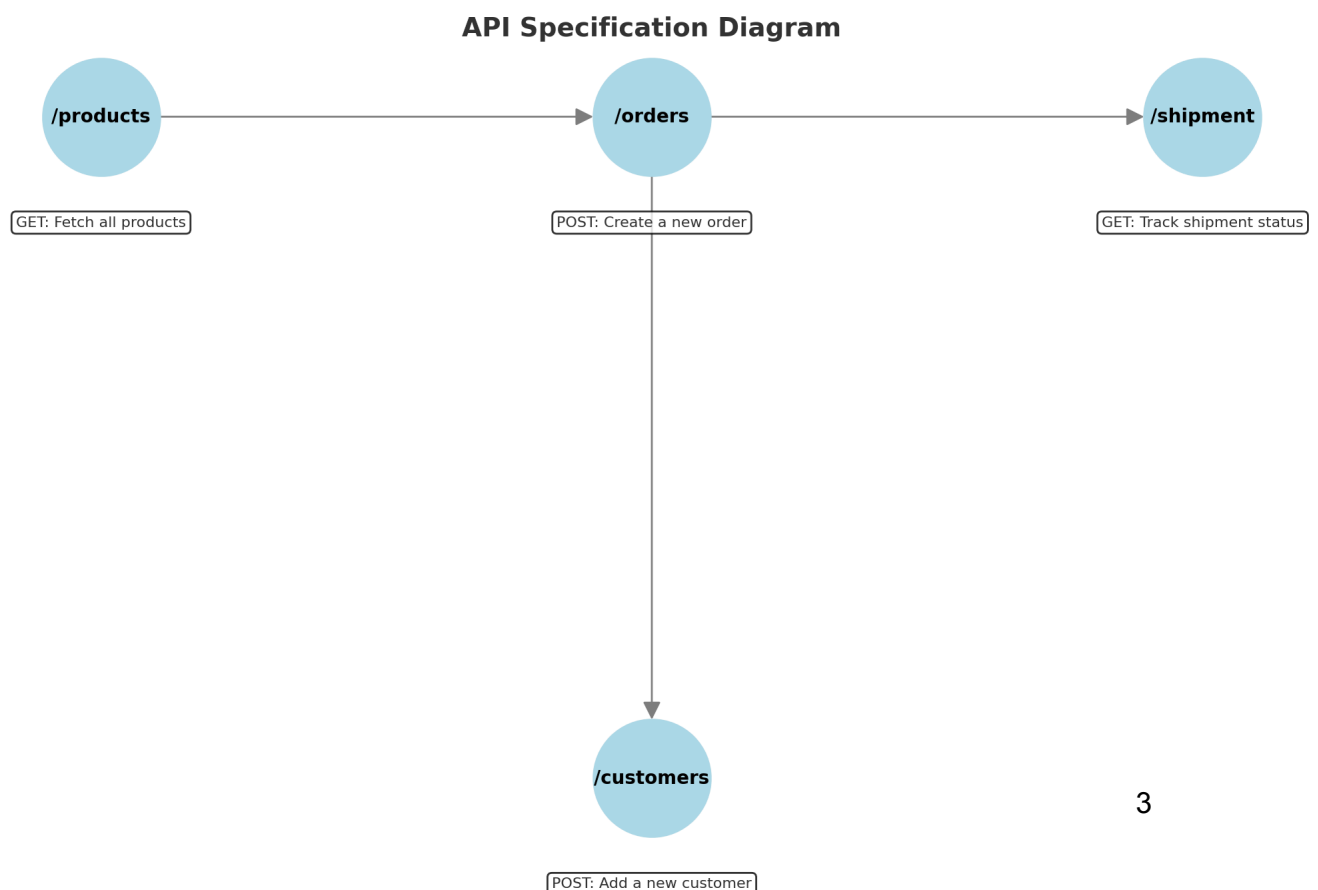 API Specification Diagram
/products
/orders
/shipment
GET: Fetch all products
POST: Create a new order
GET: Track shipment status
/customers
3
POST: Add a new customer